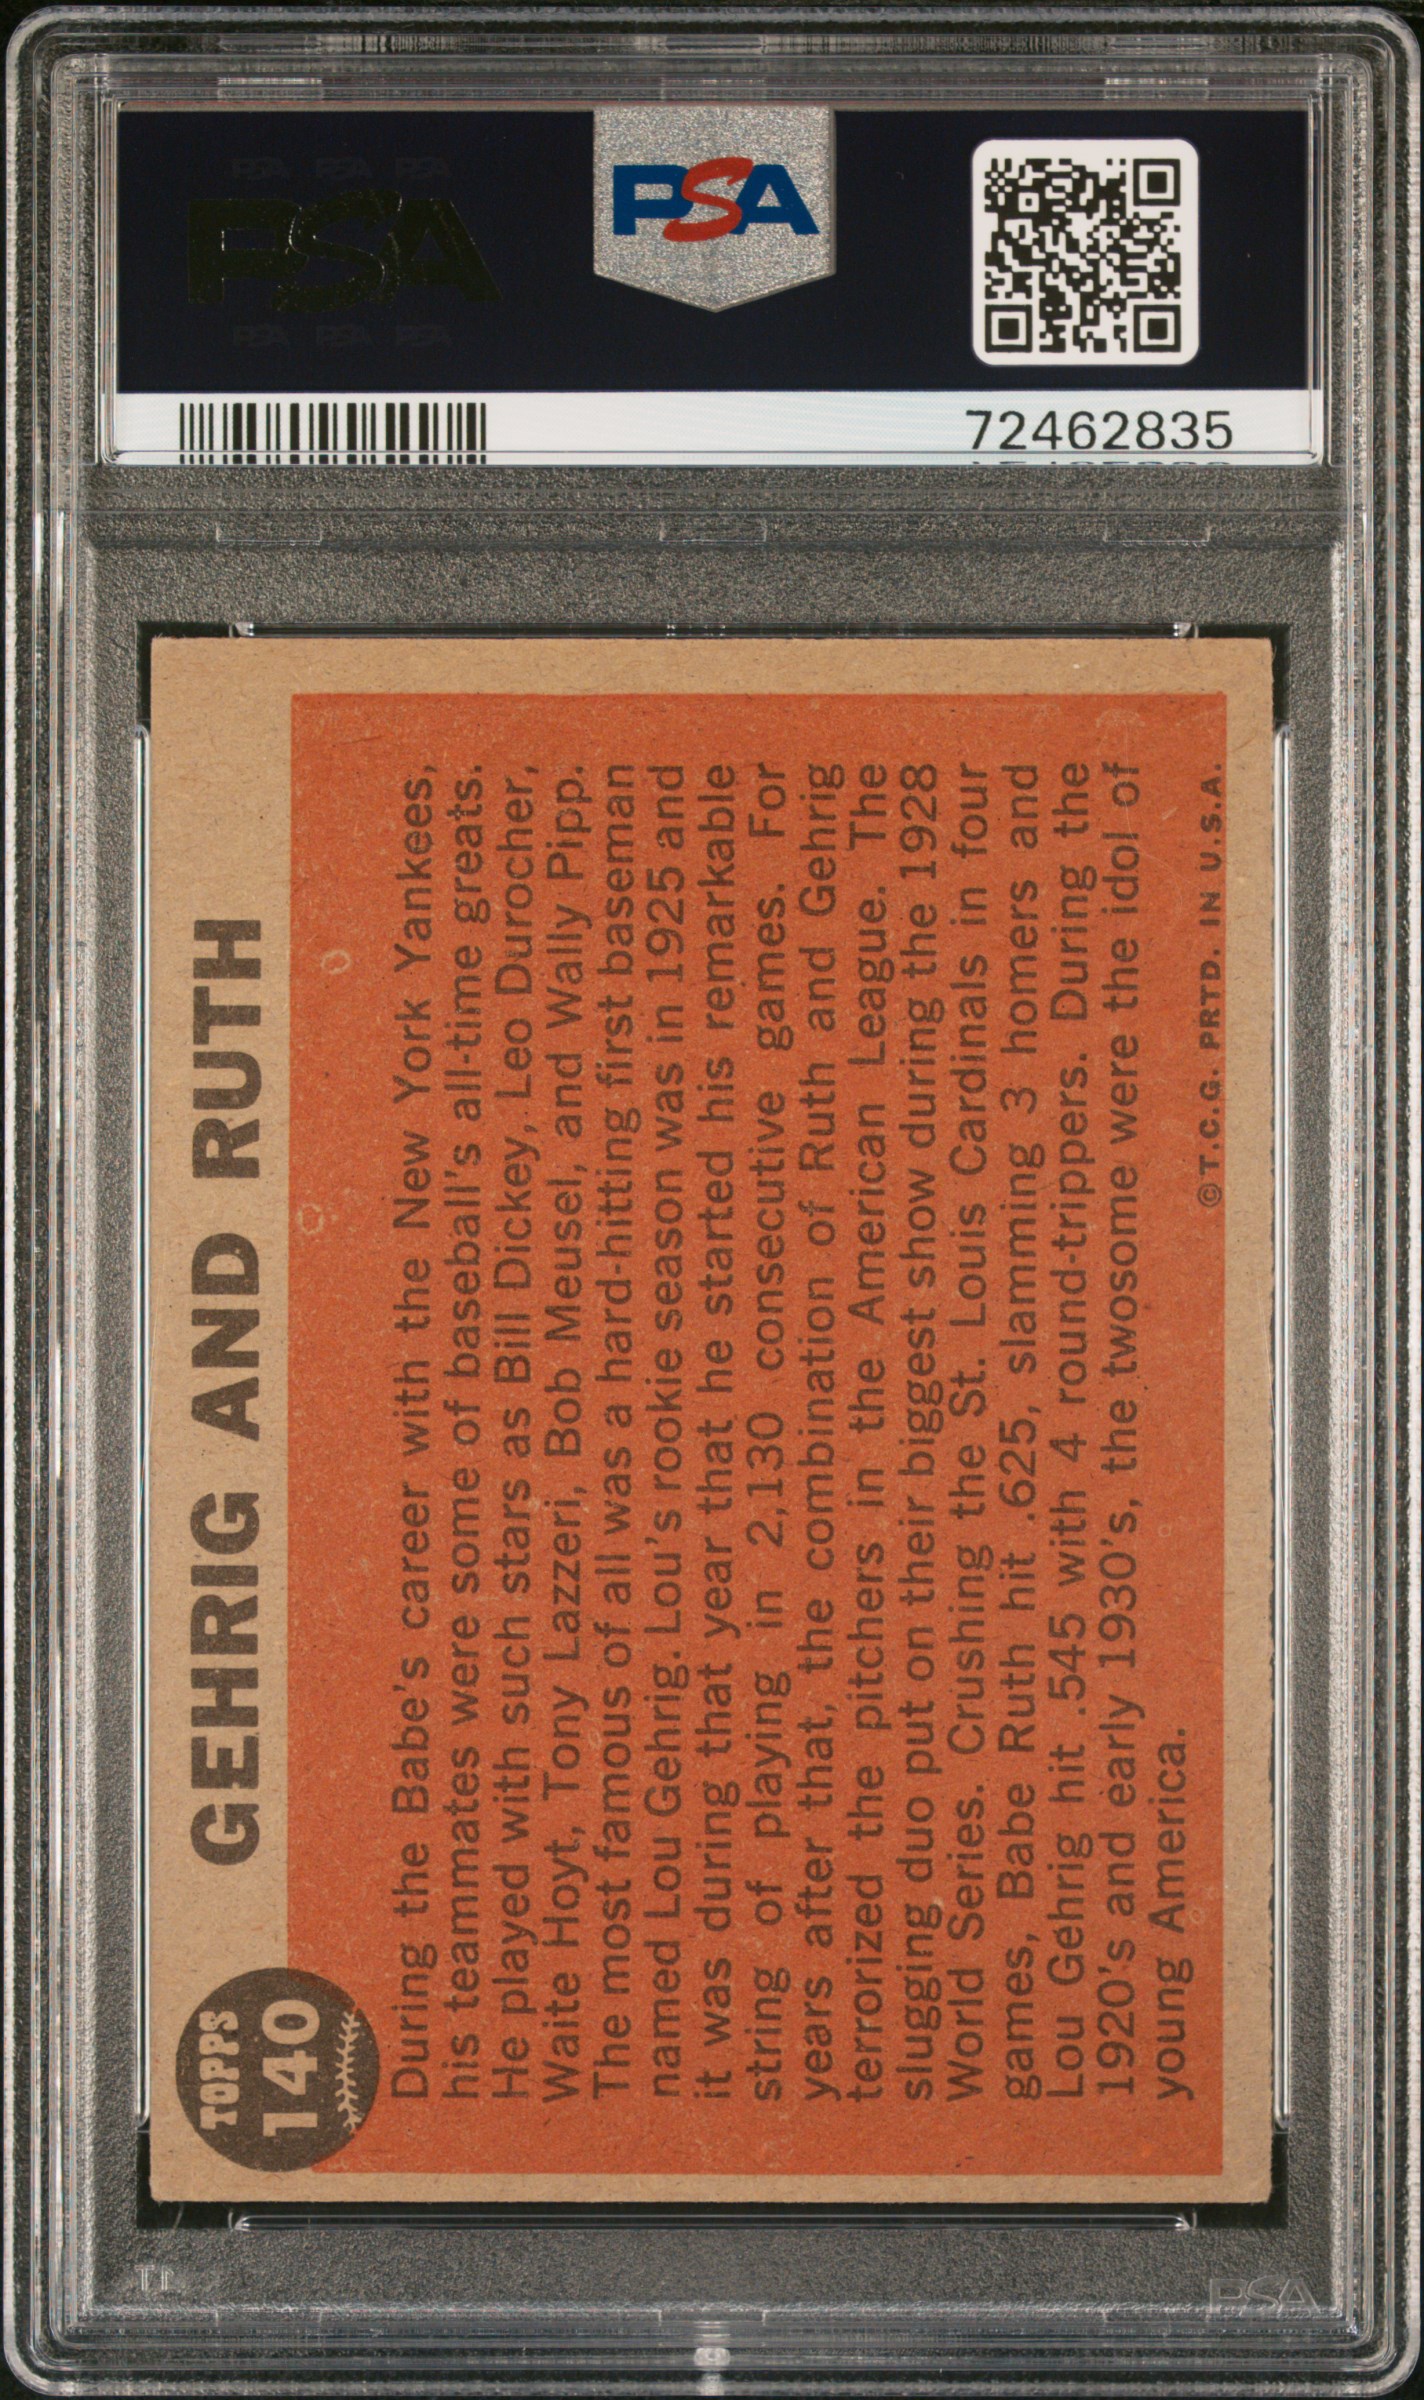 PSA PSA PSA
PSA
PSA PSA PSA
PSA
72462835
TOPPS
140
GEHRIG AND RUTH
During the Babe's career with the New York Yankees,
his teammates were some of baseball's all-time greats.
He played with such stars as Bill Dickey, Leo Durocher,
Waite Hoyt, Tony Lazzeri, Bob Meusel, and Wally Pipp.
The most famous of all was a hard-hitting first baseman
named Lou Gehrig. Lou's rookie season was in 1925 and
it was during that year that he started his remarkable
string of playing in 2,130 consecutive games. For
years after that, the combination of Ruth and Gehrig
terrorized the pitchers in the American League. The
slugging duo put on their biggest show during the 1928
World Series. Crushing the St. Louis Cardinals in four
games, Babe Ruth hit .625, slamming 3 homers and
Lou Gehrig hit .545 with 4 round-trippers. During the
1920's and early 1930's, the twosome were the idol of
young America.
© T.C.G. PRTD. IN U.S.A.
PSA